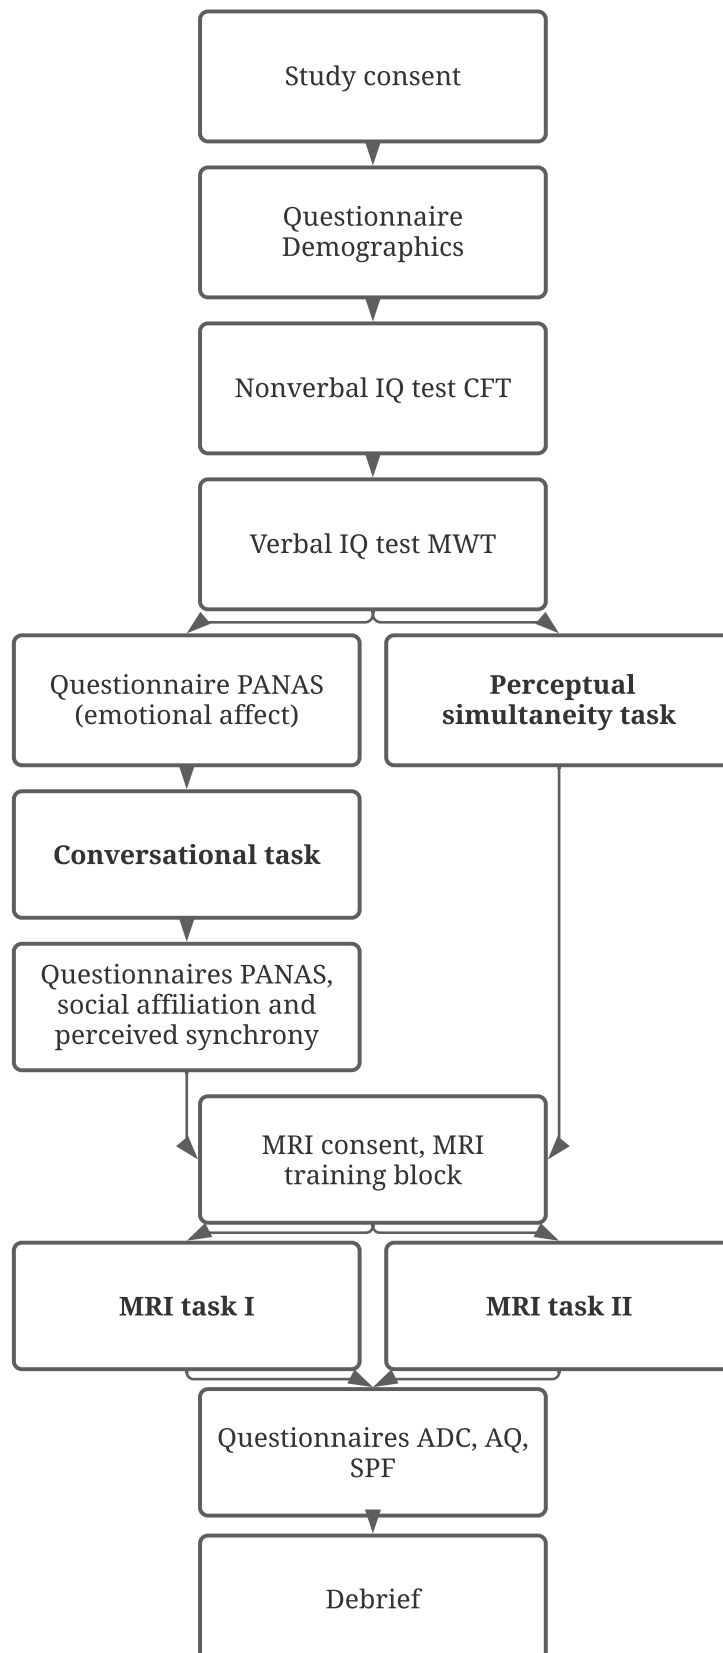 Study consent
Questionnaire
Demographics
Nonverbal IQ test CFT
Verbal IQ test MWT
Questionnaire PANAS
(emotional affect)
Perceptual
simultaneity task
Conversational task
Questionnaires PANAS,
social affiliation and
perceived synchrony
MRI consent, MRI
training block
MRI task I
MRI task II
Questionnaires ADC, AQ,
SPF
Debrief